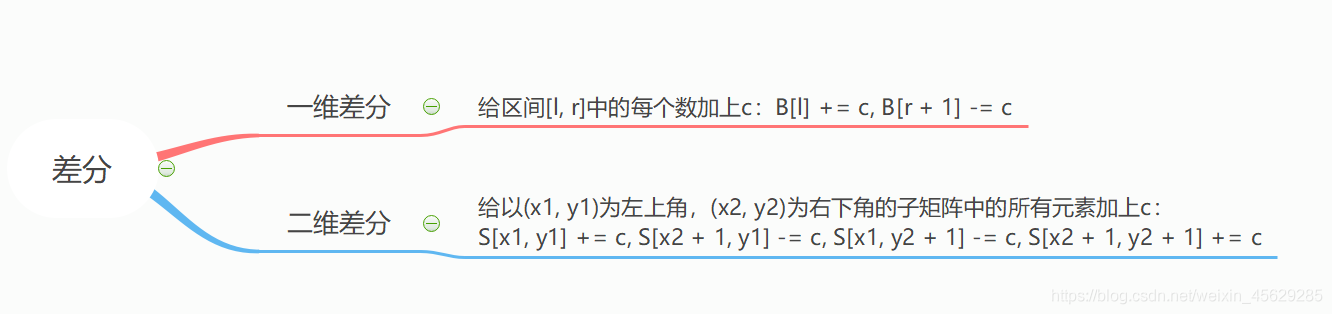 差分
一维差分
给区间[l, r]中的每个数加上c：B[l] += c, B[r + 1] -= c
二维差分
给以(x1, y1)为左上角，(x2, y2)为右下角的子矩阵中的所有元素加上c：
S[x1, y1] += c, S[x2 + 1, y1] -= c, S[x1, y2 + 1] -= c, S[x2 + 1, y2 + 1] += c
https://blog.csdn.net/weixin_45629285